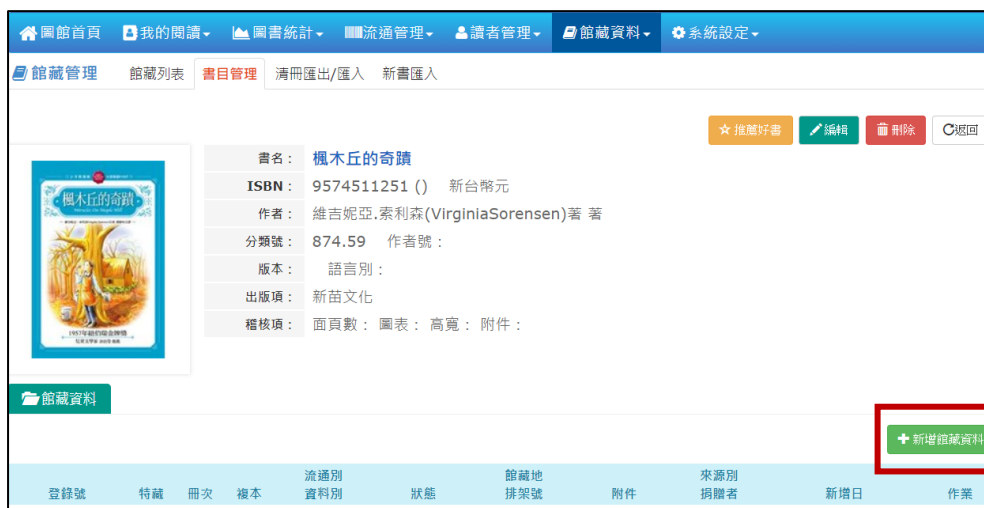 圖館首頁 我的閱讀 圖書統計 流通管理 讀者管理 館藏資料 系統設定
館藏管理 館藏列表 書目管理 清冊匯出/匯入 新書匯入
推薦好書 編輯 刪除 返回
書名： 楓木丘的奇蹟
ISBN： 9574511251 () 新台幣元
作者： 維吉妮亞.索利森(VirginiaSorensen)著 著
分類號： 874.59 作者號：
版本： 語言別：
出版項： 新苗文化
稽核項： 面頁數： 圖表： 高寬： 附件：
楓木丘的奇蹟
1957年紐伯瑞金牌獎
館藏資料
新增館藏資料
流通別 館藏地 來源別
登錄號 特藏 冊次 複本 資料別 狀態 排架號 附件 捐贈者 新增日 作業